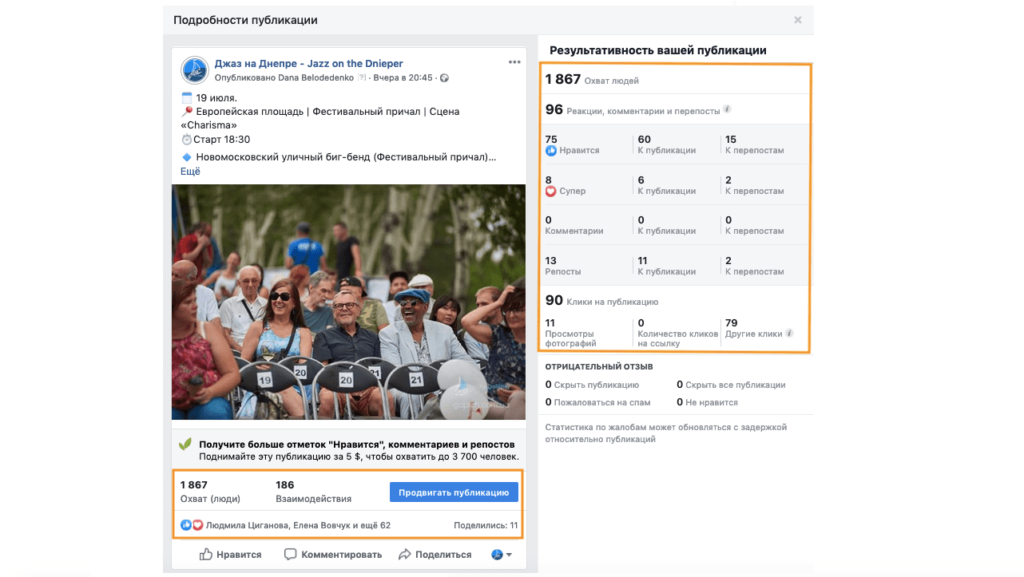 Подробности публикации
Джаз на Днепре - Jazz on the Dnieper
Опубликовано Dana Belodedenko · Вчера в 20:45 ·
19 июля.
Европейская площадь | Фестивальный причал | Сцена
«Charisma»
Старт 18:30
Новомосковский уличный биг-бенд (Фестивальный причал)...
Ещё
19
20
20
21
21
Получите больше отметок "Нравится", комментариев и репостов
Поднимайте эту публикацию за 5 $, чтобы охватить до 3 700 человек.
1 867
Охват (люди)
186
Взаимодействия
Продвигать публикацию
Людмила Циганова, Елена Вовчук и ещё 62
Поделились: 11
Нравится
Комментировать
Поделиться
Результативность вашей публикации
1 867 Охват людей
96 Реакции, комментарии и перепосты
75
Нравится
60
К публикации
15
К перепостам
8
Супер
6
К публикации
2
К перепостам
0
Комментарии
0
К публикации
0
К перепостам
13
Репосты
11
К публикации
2
К перепостам
90 Клики на публикацию
11
Просмотры
фотографий
0
Количество кликов
на ссылку
79
Другие клики
ОТРИЦАТЕЛЬНЫЙ ОТЗЫВ
0 Скрыть публикацию
0 Скрыть все публикации
0 Пожаловаться на спам
0 Не нравится
Статистика по жалобам может обновляться с задержкой
относительно публикаций